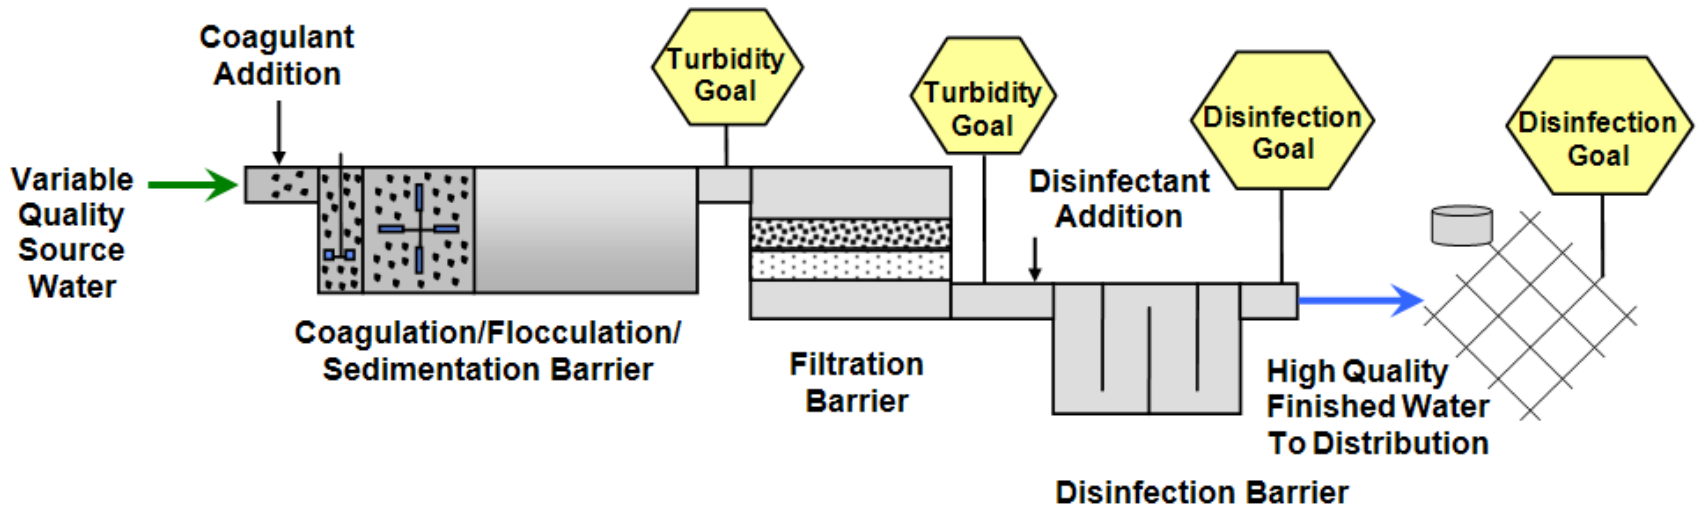 Coagulant
Addition
Turbidity
Goal
Turbidity
Goal
Disinfection
Goal
Disinfection
Goal
Variable
Quality
Source
Water
Disinfectant
Addition
Coagulation/Flocculation/
Sedimentation Barrier
Filtration
Barrier
High Quality
Finished Water
To Distribution
Disinfection Barrier